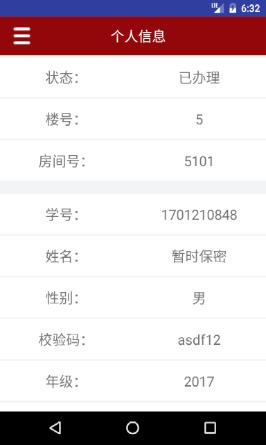 6:32
个人信息
状态： 已办理
楼号： 5
房间号： 5101
学号： 1701210848
姓名： 暂时保密
性别： 男
校验码： asdf12
年级： 2017